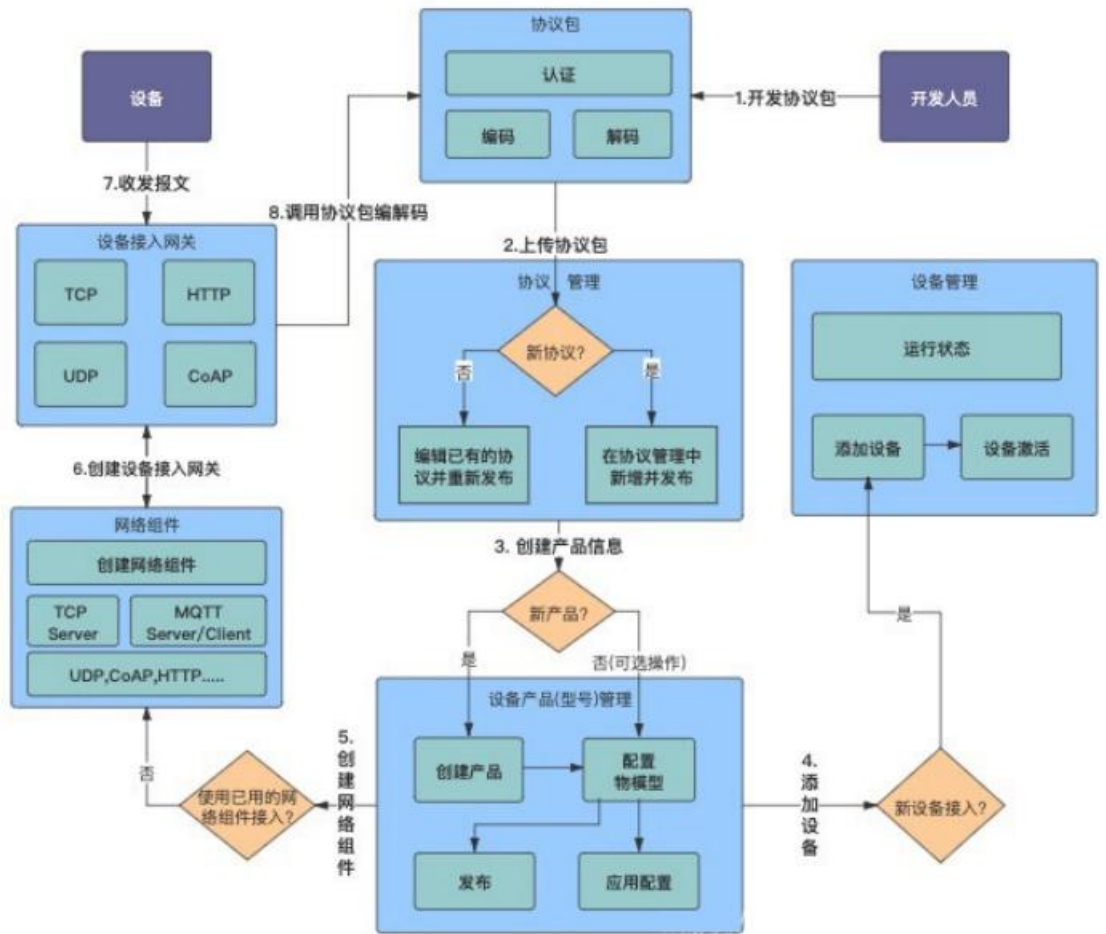 协议包
认证
编码
解码
设备
1.开发协议包
开发人员
7.收发报文
8.调用协议包编解码
设备接入网关
TCP
HTTP
UDP
CoAP
2.上传协议包
协议 管理
新协议?
否
是
编辑已有的协
议并重新发布
在协议管理中
新增并发布
设备管理
运行状态
添加设备
设备激活
6.创建设备接入网关
网络组件
创建网络组件
TCP
Server
MQTT
Server/Client
UDP,CoAP,HTTP.....
3. 创建产品信息
新产品?
是
否(可选操作)
设备产品(型号)管理
创建产品
配置
物模型
发布
应用配置
5.
创
建
网
络
组
件
使用已用的网
络组件接入?
否
4.
添
加
设
备
新设备接入?
是